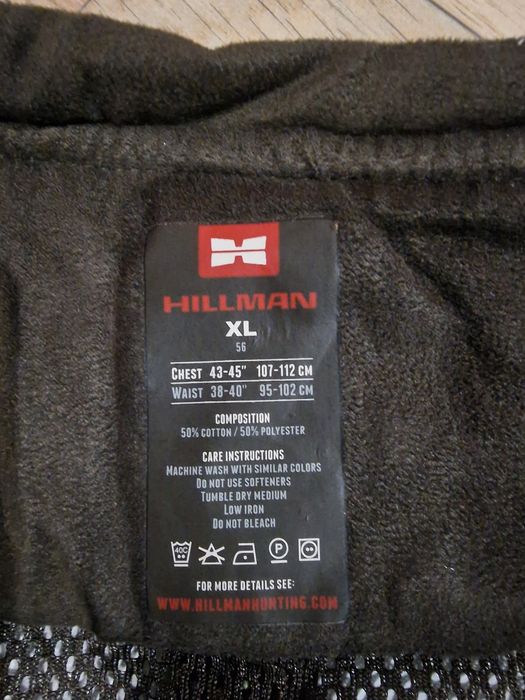 HILLMAN
XL
56
CHEST 43-45" 107-112 CM
WAIST 38-40" 95-102 CM
COMPOSITION
50% COTTON / 50% POLYESTER
CARE INSTRUCTIONS
MACHINE WASH WITH SIMILAR COLORS
DO NOT USE SOFTENERS
TUMBLE DRY MEDIUM
LOW IRON
DO NOT BLEACH
40C P
FOR MORE DETAILS SEE:
WWW.HILLMANHUNTING.COM